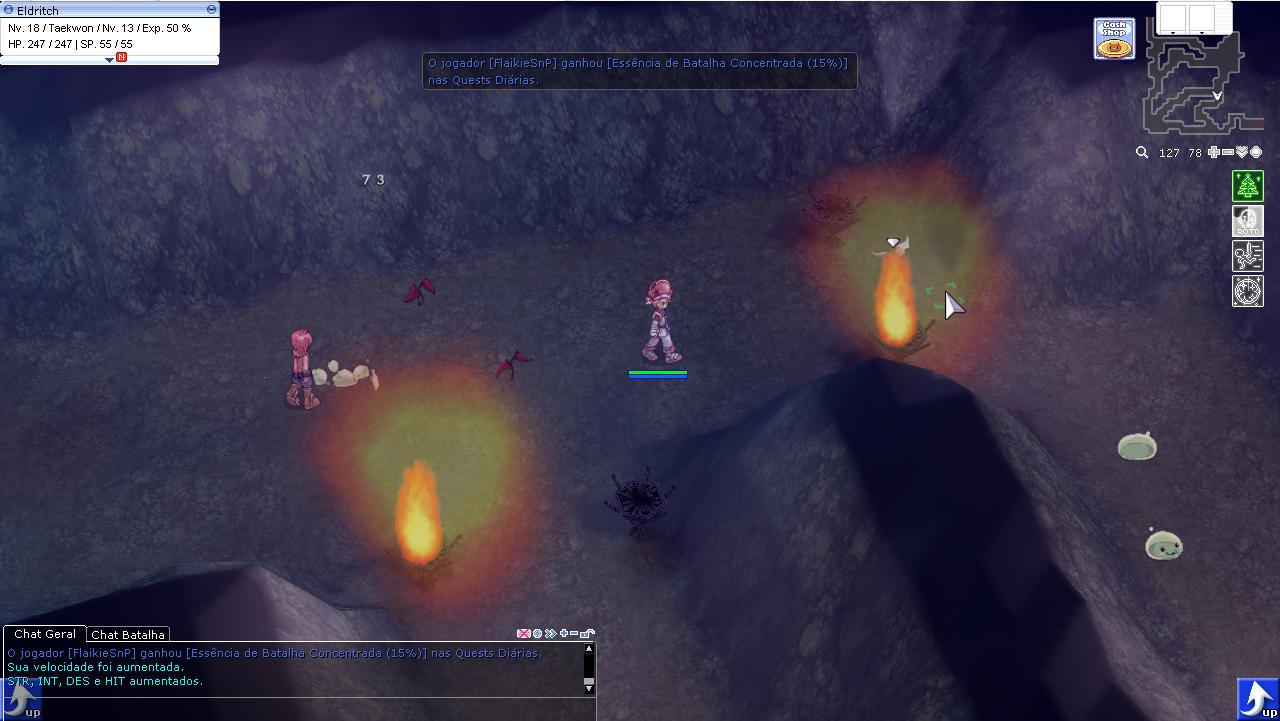 Eldritch
Nv. 18 / Taekwon / Nv. 13 / Exp. 50 %
HP. 247 / 247 | SP. 55 / 55
N
O jogador [FlaikieSnP] ganhou [Essência de Batalha Concentrada (15%)]
nas Quests Diárias.
Cash
Shop
127 78
7 3
Chat Geral
Chat Batalha
O jogador [FlaikieSnP] ganhou [Essência de Batalha Concentrada (15%)] nas Quests Diárias.
Sua velocidade foi aumentada.
STR, INT, DES e HIT aumentados.
up
up